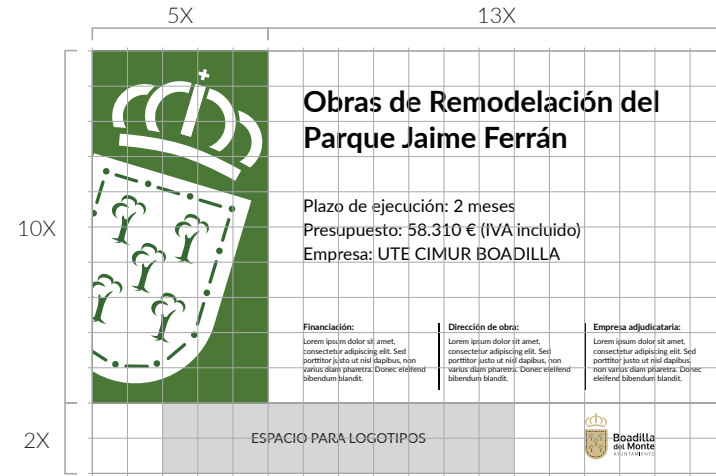 5X
13X
10X
2X
Obras de Remodelación del
Parque Jaime Ferrán
Plazo de ejecución: 2 meses
Presupuesto: 58.310 € (IVA incluido)
Empresa: UTE CIMUR BOADILLA
Financiación:
Lorem ipsum dolor sit amet,
consectetur adipiscing elit. Sed
porttitor justo ut nisl dapibus, non
varius diam pharetra. Donec eleifend
bibendum blandit.
Dirección de obra:
Lorem ipsum dolor sit amet,
consectetur adipiscing elit. Sed
porttitor justo ut nisl dapibus, non
varius diam pharetra. Donec eleifend
bibendum blandit.
Empresa adjudicataria:
Lorem ipsum dolor sit amet,
consectetur adipiscing elit. Sed
porttitor justo ut nisl dapibus, non
varius diam pharetra. Donec
eleifend bibendum blandit.
ESPACIO PARA LOGOTIPOS
Boadilla
del Monte
AYUNTAMIENTO